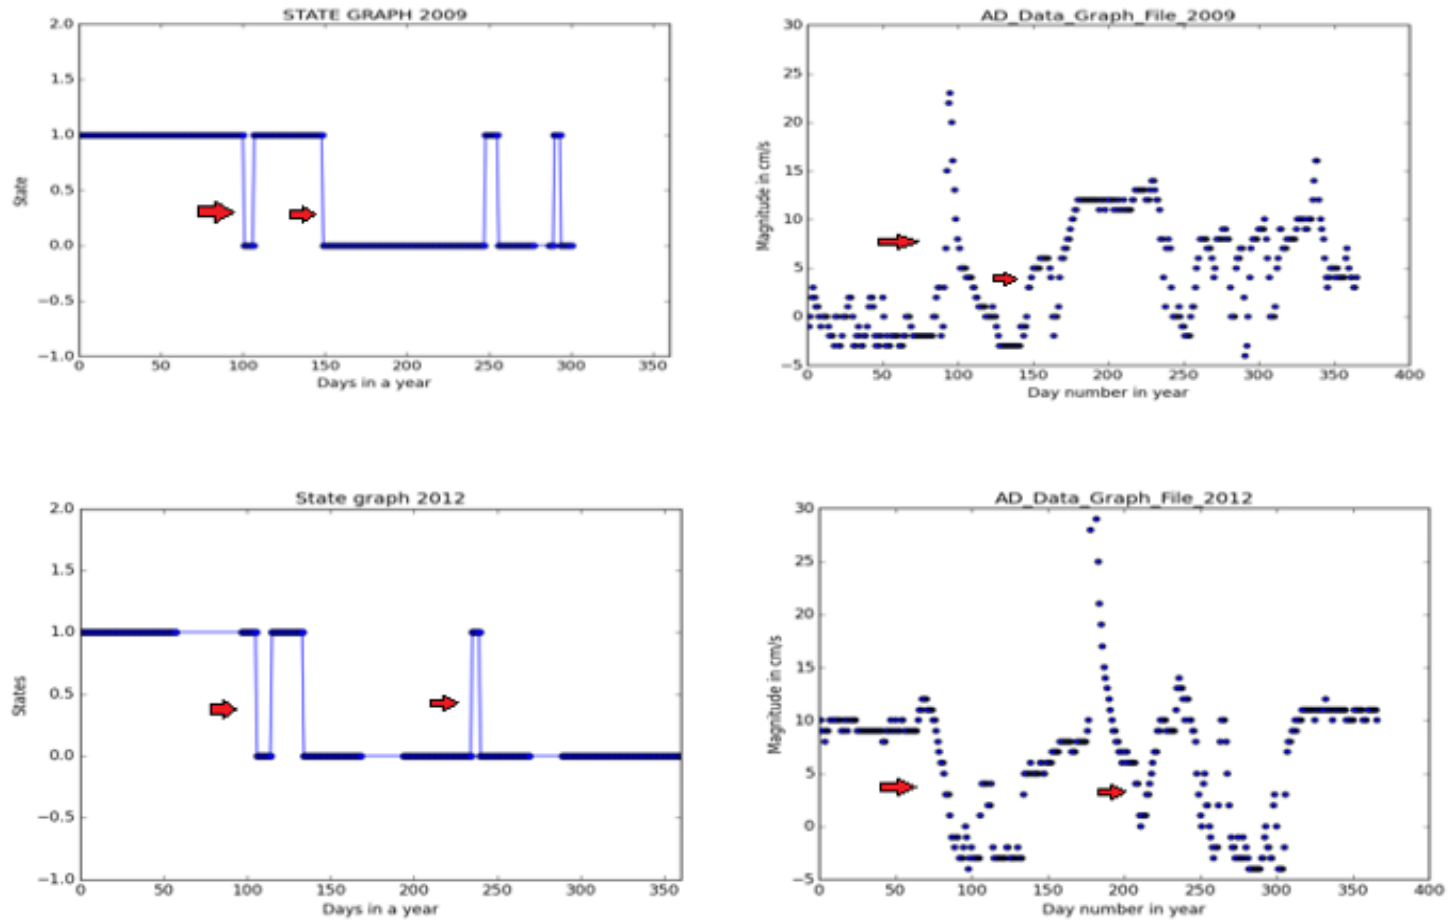 STATE GRAPH 2009
2.0
1.5
1.0
0.5
0.0
−0.5
−1.0
State
0 50 100 150 200 250 300 350
Days in a year
AD_Data_Graph_File_2009
30
25
20
15
10
5
0
−5
Magnitude in cm/s
0 50 100 150 200 250 300 350 400
Day number in year
State graph 2012
2.0
1.5
1.0
0.5
0.0
−0.5
−1.0
States
0 50 100 150 200 250 300 350
Days in a year
AD_Data_Graph_File_2012
30
25
20
15
10
5
0
−5
Magnitude in cm/s
0 50 100 150 200 250 300 350 400
Day number in year